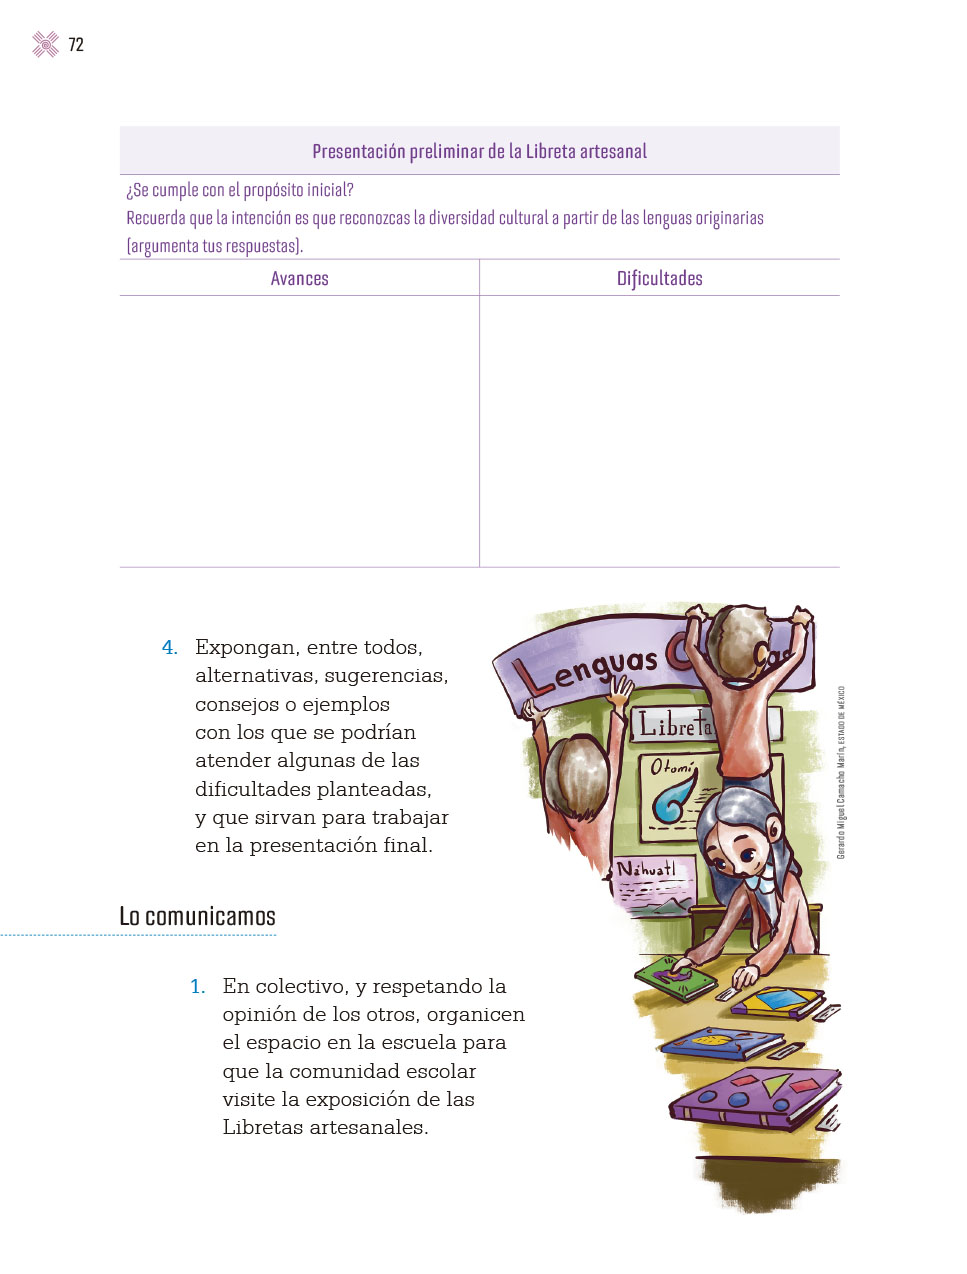 72
Presentación preliminar de la Libreta artesanal
¿Se cumple con el propósito inicial?
Recuerda que la intención es que reconozcas la diversidad cultural a partir de las lenguas originarias
(argumenta tus respuestas).
Avances
Dificultades
4. Expongan, entre todos,
alternativas, sugerencias,
consejos o ejemplos
con los que se podrían
atender algunas de las
dificultades planteadas,
y que sirvan para trabajar
en la presentación final.
Lenguas
Libreta
Otomí
Náhuatl
Gerardo Miguel Camacho Marín, ESTADO DE MÉXICO
Lo comunicamos
1. En colectivo, y respetando la
opinión de los otros, organicen
el espacio en la escuela para
que la comunidad escolar
visite la exposición de las
Libretas artesanales.